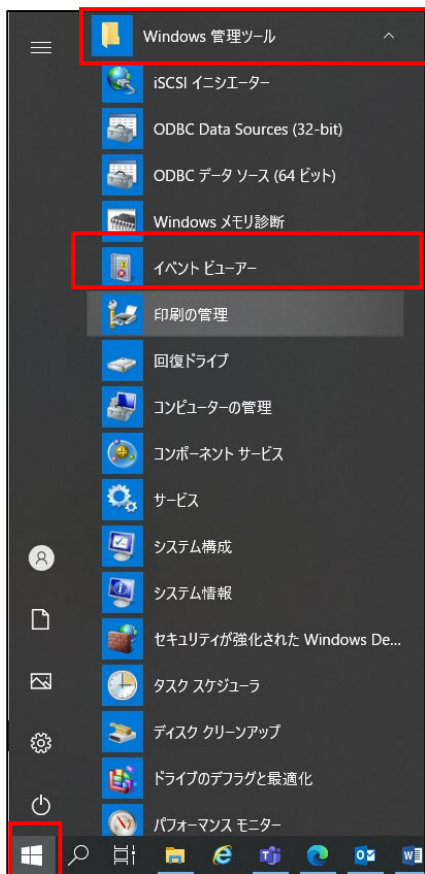 Windows 管理ツール
iSCSI イニシエーター
ODBC Data Sources (32-bit)
ODBC データ ソース (64 ビット)
Windows メモリ診断
イベント ビューアー
印刷の管理
回復ドライブ
コンピューターの管理
コンポーネント サービス
サービス
システム構成
システム情報
セキュリティが強化された Windows De...
タスク スケジューラ
ディスク クリーンアップ
ドライブのデフラグと最適化
パフォーマンス モニター